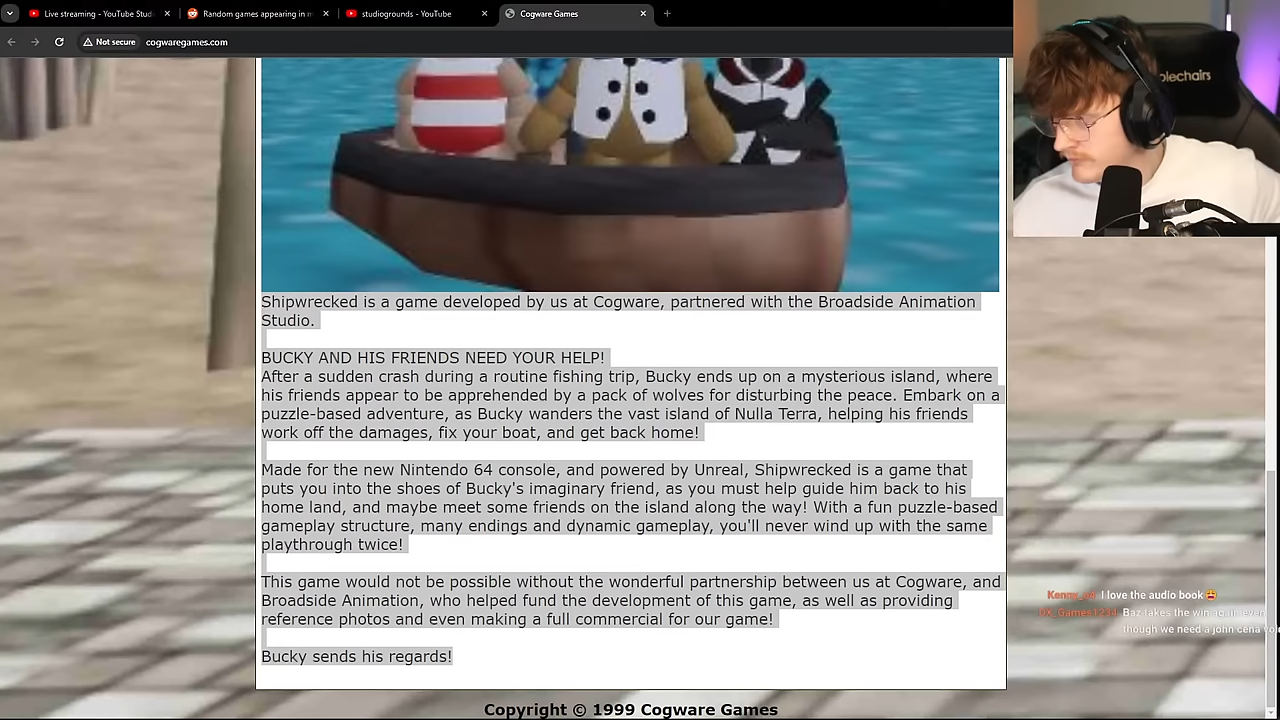 Live streaming - YouTube Stud
Random games appearing in m
studiogrounds - YouTube
Cogware Games
Not secure
cogwaregames.com
plechairs
Shipwrecked is a game developed by us at Cogware, partnered with the Broadside Animation
Studio.
BUCKY AND HIS FRIENDS NEED YOUR HELP!
After a sudden crash during a routine fishing trip, Bucky ends up on a mysterious island, where
his friends appear to be apprehended by a pack of wolves for disturbing the peace. Embark on a
puzzle-based adventure, as Bucky wanders the vast island of Nulla Terra, helping his friends
work off the damages, fix your boat, and get back home!
Made for the new Nintendo 64 console, and powered by Unreal, Shipwrecked is a game that
puts you into the shoes of Bucky's imaginary friend, as you must help guide him back to his
home land, and maybe meet some friends on the island along the way! With a fun puzzle-based
gameplay structure, many endings and dynamic gameplay, you'll never wind up with the same
playthrough twice!
This game would not be possible without the wonderful partnership between us at Cogware, and
Broadside Animation, who helped fund the development of this game, as well as providing
reference photos and even making a full commercial for our game!
Bucky sends his regards!
Copyright © 1999 Cogware Games
I love the audio book
Baz takes the win again even
though we need a john cena